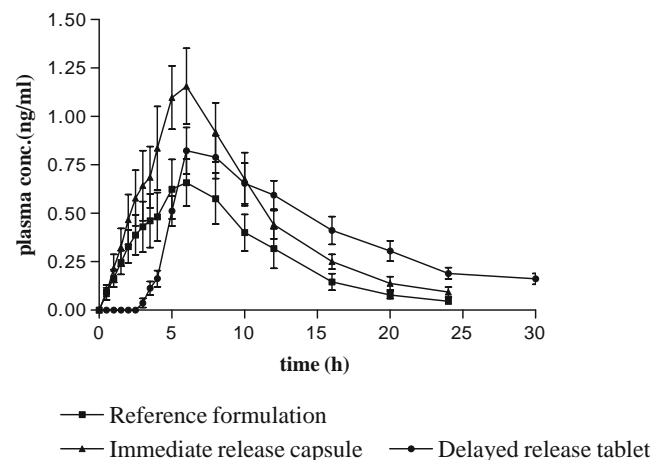 1.50
1.25
1.00
0.75
0.50
0.25
0.00
plasma conc.(ng/ml)
0 5 10 15 20 25 30
time (h)
Reference formulation
Immediate release capsule Delayed release tablet